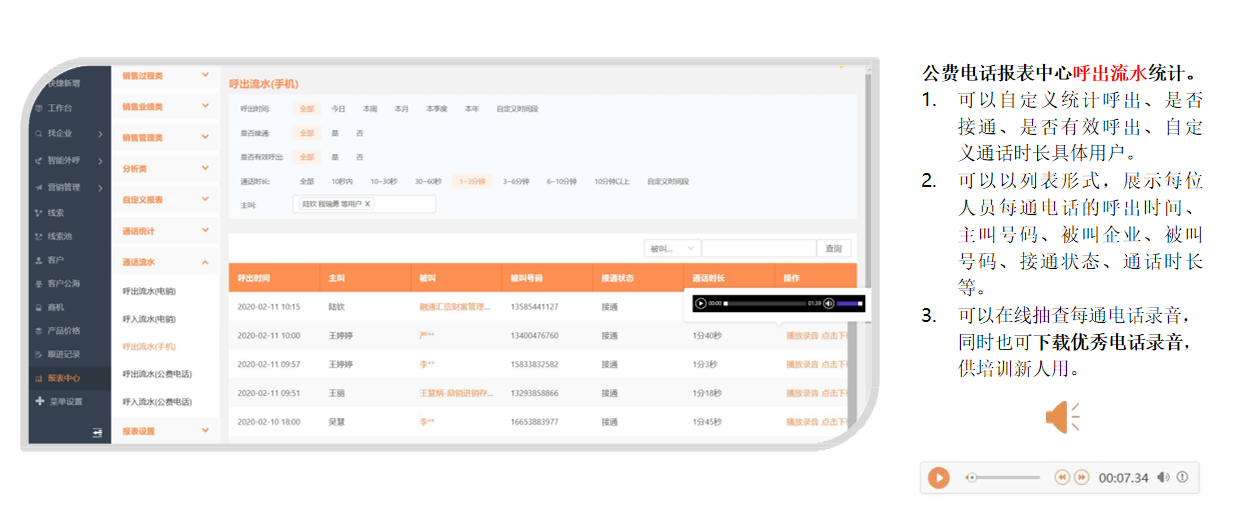 快捷新增
工作台
找企业
智能外呼
营销管理
线索
线索池
客户
客户公海
商机
产品价格
跟进记录
报表中心
菜单设置
销售过程类
销售业绩类
销售管理类
分析类
自定义报表
通话统计
通话流水
呼出流水(电销)
呼入流水(电销)
呼出流水(手机)
呼出流水(公费电话)
呼入流水(公费电话)
报表设置
呼出流水(手机)
呼出时间: 全部 今日 本周 本月 本季度 本年 自定义时间段
是否接通: 全部 是 否
是否有效呼出: 全部 是 否
通话时长: 全部 10秒内 10~30秒 30~60秒 1~3分钟 3~6分钟 6~10分钟 10分钟以上 自定义时间段
主叫: 陆钦 程晓勇 等用户 X
被叫... 查询
呼出时间 主叫 被叫 被叫号码 接通状态 通话时长 操作
2020-02-11 10:15 陆钦 融通汇信财富管理... 13585441127 接通
00:00 01:39
2020-02-11 10:00 王婷婷 严** 13400476760 接通 1分40秒 播放录音 点击下
2020-02-11 09:57 王婷婷 李** 15833832582 接通 1分3秒 播放录音 点击下
2020-02-11 09:51 王丽 王慧炳-励销进销存... 13293858866 接通 1分18秒 播放录音 点击下
2020-02-10 18:00 吴慧 李** 16653883977 接通 1分45秒 播放录音 点击下
公费电话报表中心呼出流水统计。
1. 可以自定义统计呼出、是否
接通、是否有效呼出、自定
义通话时长具体用户。
2. 可以以列表形式，展示每位
人员每通电话的呼出时间、
主叫号码、被叫企业、被叫
号码、接通状态、通话时长
等。
3. 可以在线抽查每通电话录音，
同时也可下载优秀电话录音，
供培训新人用。
00:07.34